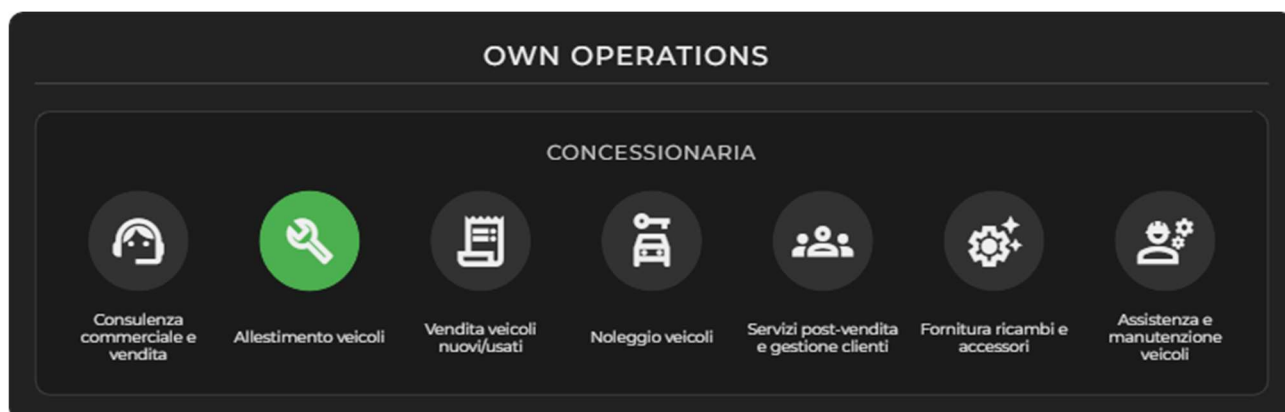 OWN OPERATIONS
CONCESSIONARIA
Consulenza
commerciale e
vendita
Allestimento veicoli
Vendita veicoli
nuovi/usati
Noleggio veicoli
Servizi post-vendita
e gestione clienti
Fornitura ricambi e
accessori
Assistenza e
manutenzione
veicoli